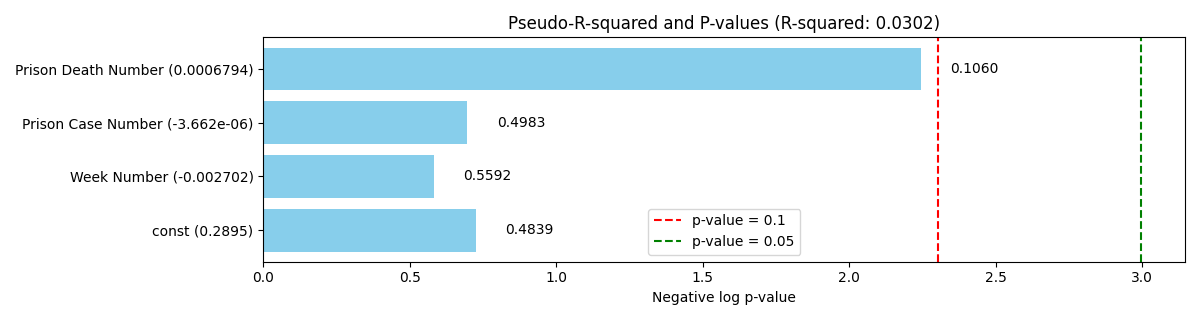 Pseudo-R-squared and P-values (R-squared: 0.0302)
Prison Death Number (0.0006794)
0.1060
Prison Case Number (-3.662e-06)
0.4983
Week Number (-0.002702)
0.5592
const (0.2895)
0.4839
p-value = 0.1
p-value = 0.05
0.0 0.5 1.0 1.5 2.0 2.5 3.0
Negative log p-value